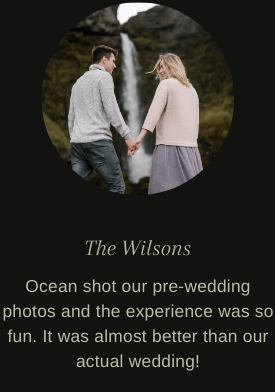 The Wilsons
Ocean shot our pre-wedding
photos and the experience was so
fun. It was almost better than our
actual wedding!